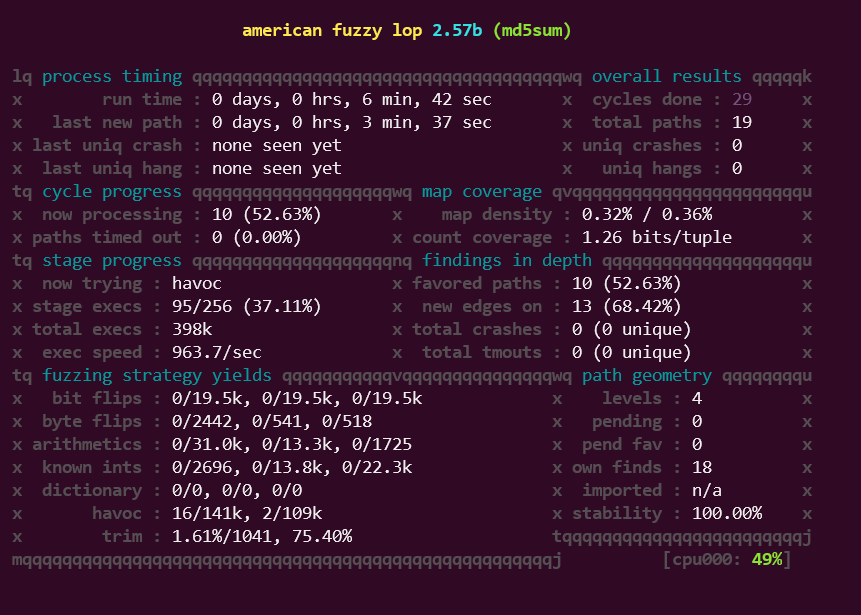 american fuzzy lop 2.57b (md5sum)
lq process timing qqqqqqqqqqqqqqqqqqqqqqqqqqqqqqqqqqqqqwq overall results qqqqqk
x        run time : 0 days, 0 hrs, 6 min, 42 sec       x  cycles done : 29     x
x   last new path : 0 days, 0 hrs, 3 min, 37 sec       x  total paths : 19     x
x last uniq crash : none seen yet                      x uniq crashes : 0      x
x  last uniq hang : none seen yet                      x   uniq hangs : 0      x
tq cycle progress qqqqqqqqqqqqqqqqqqqqwq map coverage qvqqqqqqqqqqqqqqqqqqqqqqqu
x  now processing : 10 (52.63%)       x    map density : 0.32% / 0.36%         x
x paths timed out : 0 (0.00%)         x count coverage : 1.26 bits/tuple       x
tq stage progress qqqqqqqqqqqqqqqqqqqqnq findings in depth qqqqqqqqqqqqqqqqqqqqu
x  now trying : havoc                 x favored paths : 10 (52.63%)            x
x stage execs : 95/256 (37.11%)       x  new edges on : 13 (68.42%)            x
x total execs : 398k                  x total crashes : 0 (0 unique)           x
x  exec speed : 963.7/sec             x  total tmouts : 0 (0 unique)           x
tq fuzzing strategy yields qqqqqqqqqqqvqqqqqqqqqqqqqqqwq path geometry qqqqqqqqu
x   bit flips : 0/19.5k, 0/19.5k, 0/19.5k             x    levels : 4          x
x  byte flips : 0/2442, 0/541, 0/518                  x   pending : 0          x
x arithmetics : 0/31.0k, 0/13.3k, 0/1725              x  pend fav : 0          x
x  known ints : 0/2696, 0/13.8k, 0/22.3k              x own finds : 18         x
x  dictionary : 0/0, 0/0, 0/0                         x  imported : n/a        x
x       havoc : 16/141k, 2/109k                       x stability : 100.00%    x
x        trim : 1.61%/1041, 75.40%                    tqqqqqqqqqqqqqqqqqqqqqqqqj
mqqqqqqqqqqqqqqqqqqqqqqqqqqqqqqqqqqqqqqqqqqqqqqqqqqqqqj          [cpu000: 49%]